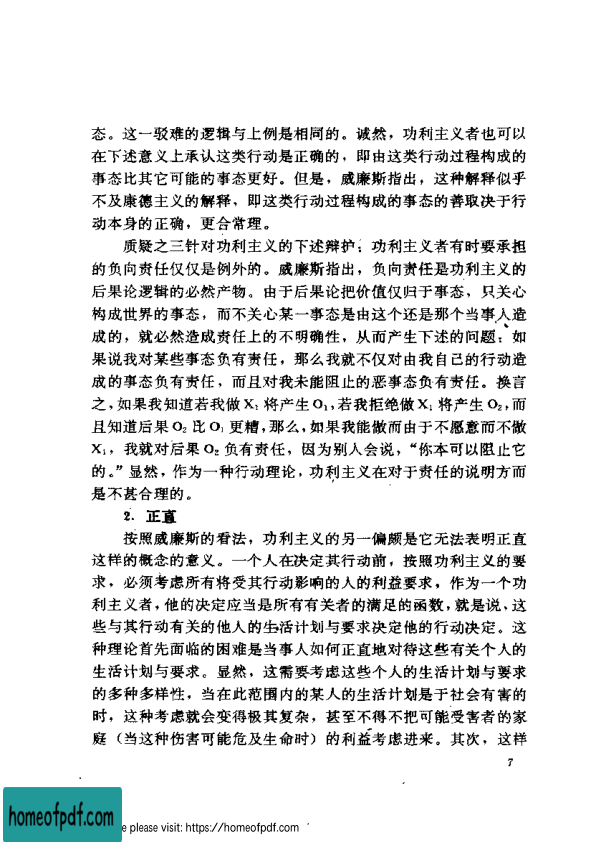 态。这一驳难的逻辑与上例是相同的。诚然，功利主义者也可以
在下述意义上承认这类行动是正确的，即由这类行动过程构成的
事态比其它可能的事态更好。但是，威廉斯指出，这种解释似乎
不及康德主义的解释，即这类行动过程构成的事态的善取决于行
动本身的正确，更合常理。
质疑之三针对功利主义的下述辩护：功利主义者有时要承担
的负向责任仅仅是例外的。威廉斯指出，负向责任是功利主义的
后果论逻辑的必然产物。由于后果论把价值仅归于事态，只关心
构成世界的事态，而不关心某一事态是由这个还是那个当事人造
成的，就必然造成责任上的不明确性，从而产生下述的问题：如
果说我对某些事态负有责任，那么我就不仅对由我自己的行动造
成的事态负有责任，而且对我未能阻止的恶事态负有责任。换言
之，如果我知道若我做X₁将产生O₁，若我拒绝做X₁将产生O₂，而
且知道后果O₂比O₁更糟，那么，如果我能做而由于不愿意而不做
X₁，我就对后果O₂负有责任，因为别人会说，“你本可以阻止它
的。”显然，作为一种行动理论，功利主义在对于责任的说明方而
是不甚合理的。
2．正直
按照威廉斯的看法，功利主义的另一偏颇是它无法表明正直
这样的概念的意义。一个人在决定其行动前，按照功利主义的要
求，必须考虑所有将受其行动影响的人的利益要求，作为一个功
利主义者，他的决定应当是所有有关者的满足的函数，就是说，这
些与其行动有关的他人的生活计划与要求决定他的行动决定。这
种理论首先面临的困难是当事人如何正直地对待这些有关个人的
生活计划与要求。显然，这需要考虑这些个人的生活计划与要求
的多种多样性，当在此范围内的某人的生活计划是于社会有害的
时，这种考虑就会变得极其复杂，甚至不得不把可能受害者的家
庭（当这种伤害可能危及生命时）的利益考虑进来。其次，这样
7
homeofpdf.com
e please visit: https://homeofpdf.com